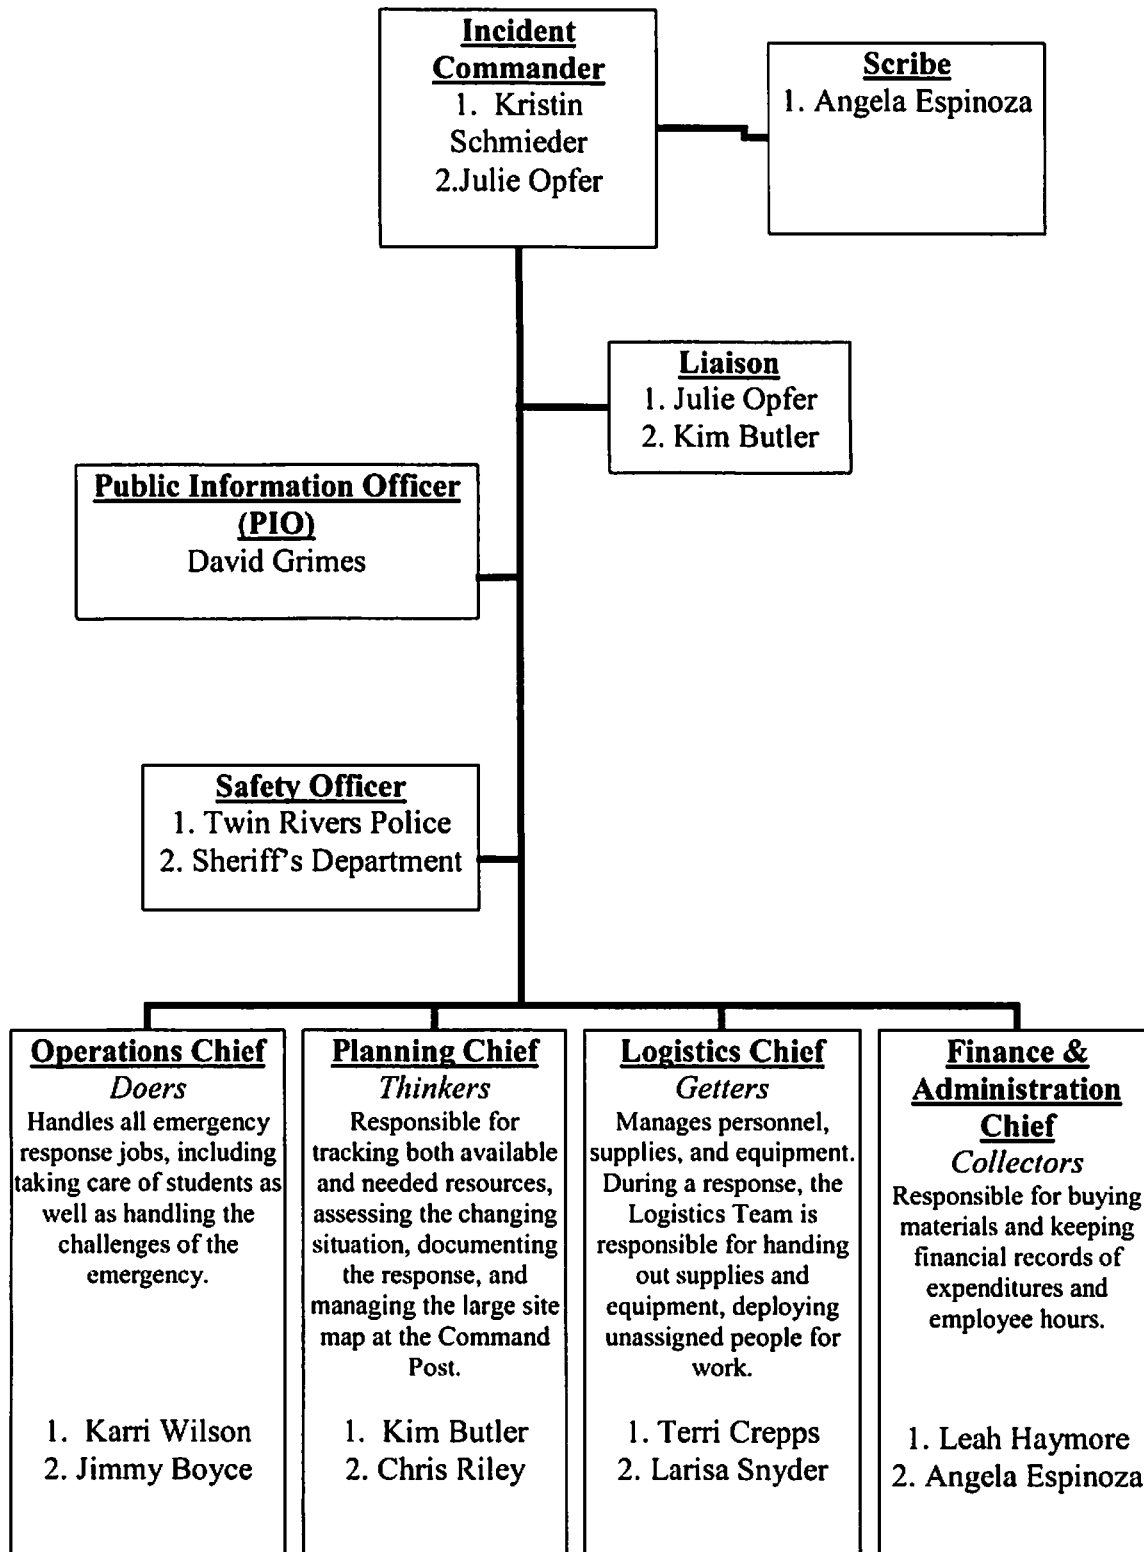 Incident
Commander
1. Kristin
Schmieder
2.Julie Opfer
Scribe
1. Angela Espinoza
Liaison
1. Julie Opfer
2. Kim Butler
Public Information Officer
(PIO)
David Grimes
Safety Officer
1. Twin Rivers Police
2. Sheriff's Department
Operations Chief
Doers
Handles all emergency
response jobs, including
taking care of students as
well as handling the
challenges of the
emergency.
1. Karri Wilson
2. Jimmy Boyce
Planning Chief
Thinkers
Responsible for
tracking both available
and needed resources,
assessing the changing
situation, documenting
the response, and
managing the large site
map at the Command
Post.
1. Kim Butler
2. Chris Riley
Logistics Chief
Getters
Manages personnel,
supplies, and equipment.
During a response, the
Logistics Team is
responsible for handing
out supplies and
equipment, deploying
unassigned people for
work.
1. Terri Crepps
2. Larisa Snyder
Finance &
Administration
Chief
Collectors
Responsible for buying
materials and keeping
financial records of
expenditures and
employee hours.
1. Leah Haymore
2. Angela Espinoza